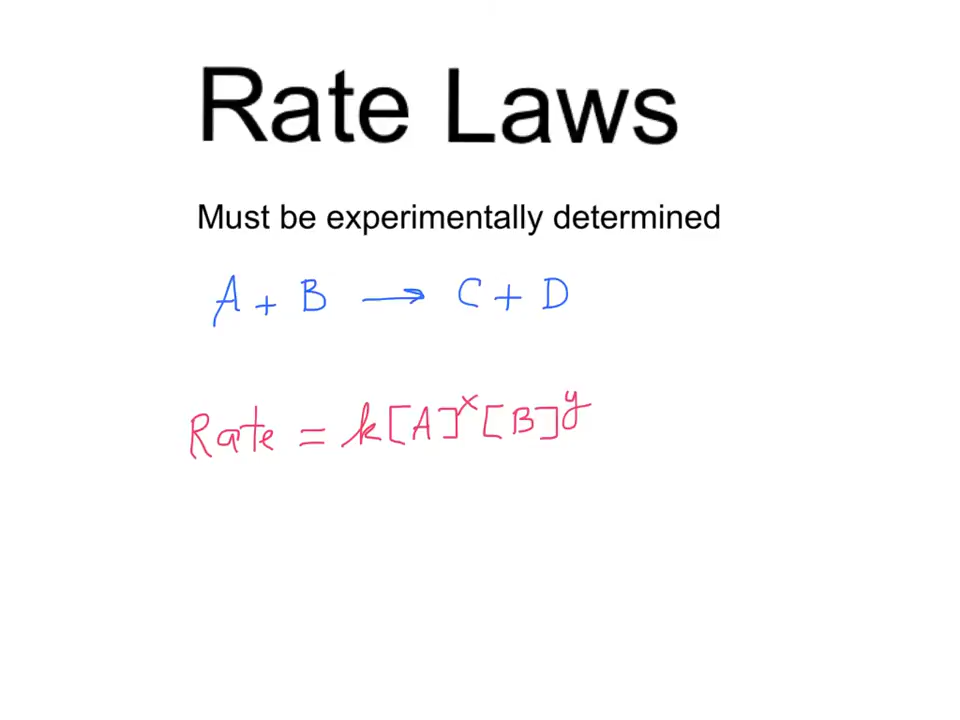 Rate Laws
Must be experimentally determined
A + B → C + D
Rate = k[A]^x[B]^y